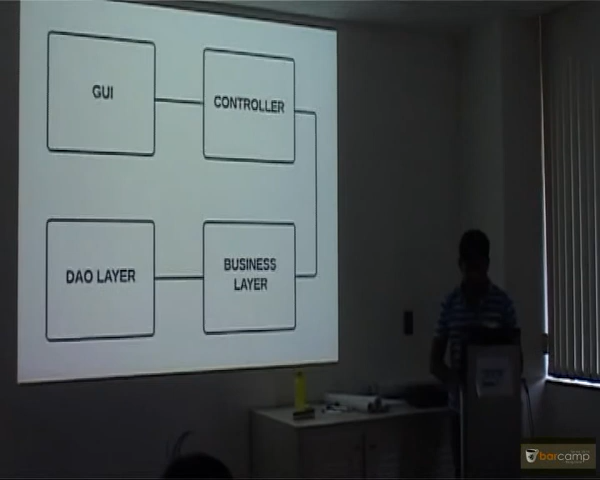 GUI
CONTROLLER
DAO LAYER
BUSINESS
LAYER
barcamp